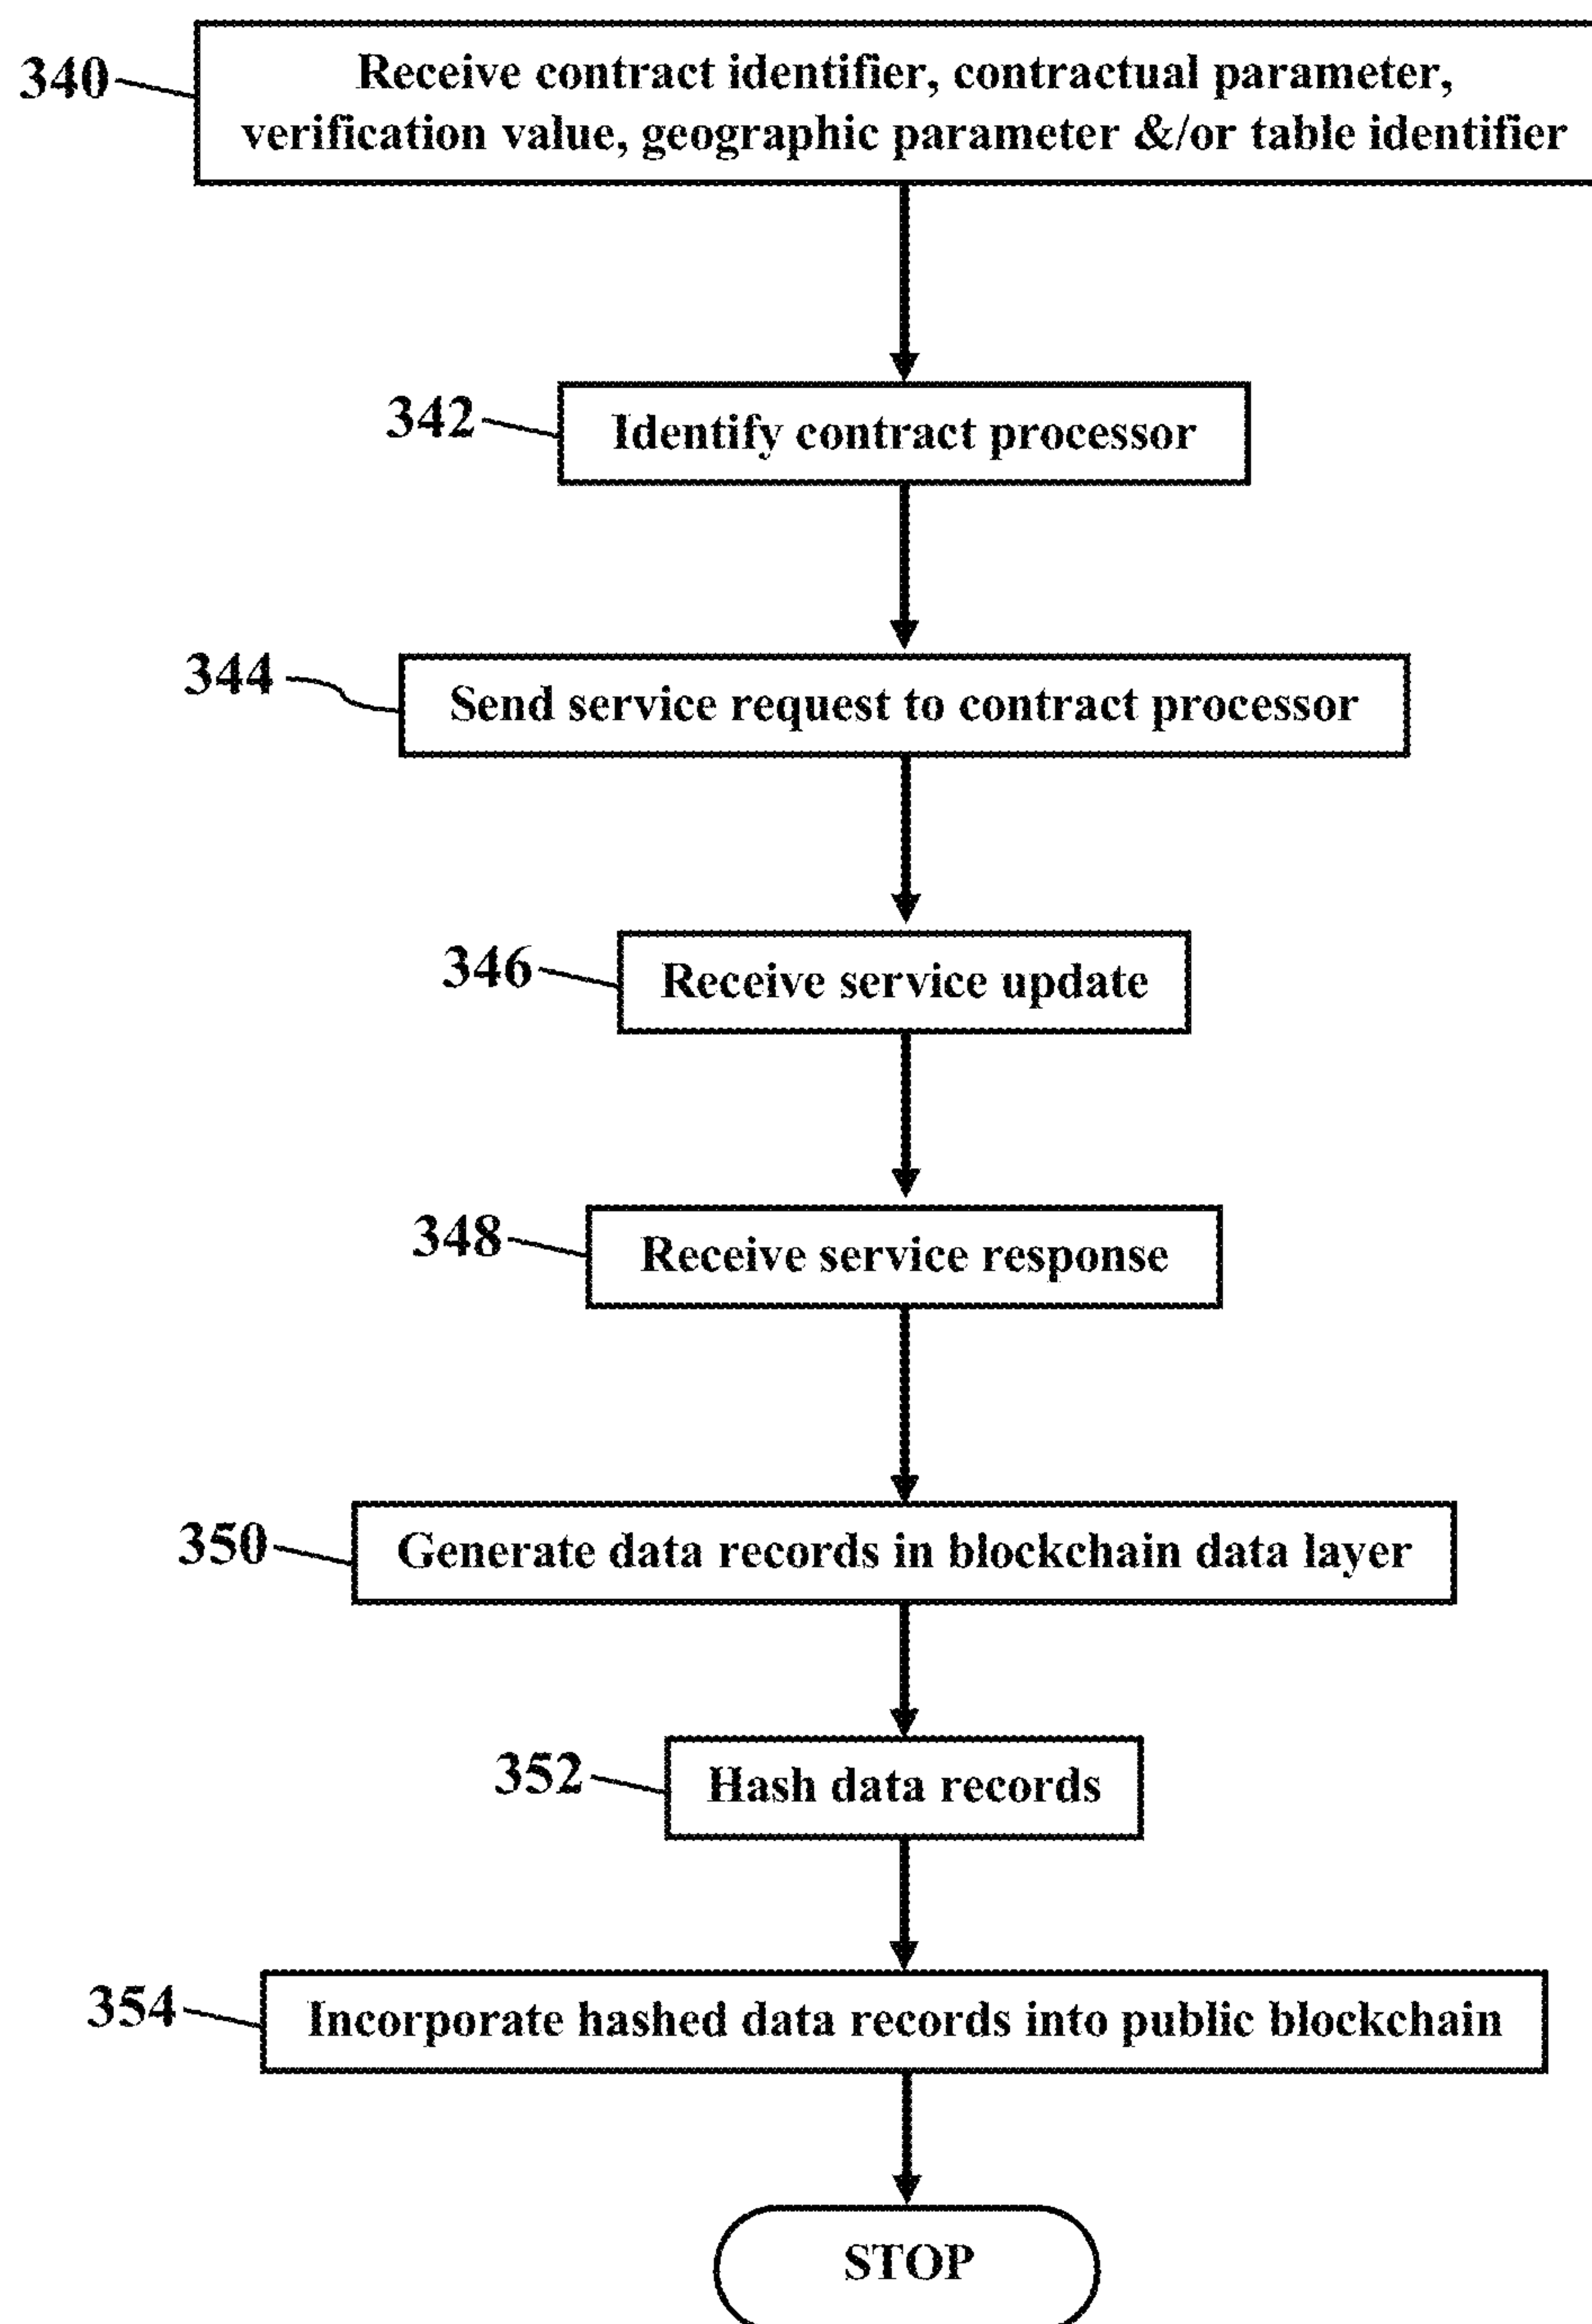 340
Receive contract identifier, contractual parameter,
verification value, geographic parameter &/or table identifier
342
Identify contract processor
344
Send service request to contract processor
346
Receive service update
348
Receive service response
350
Generate data records in blockchain data layer
352
Hash data records
354
Incorporate hashed data records into public blockchain
STOP